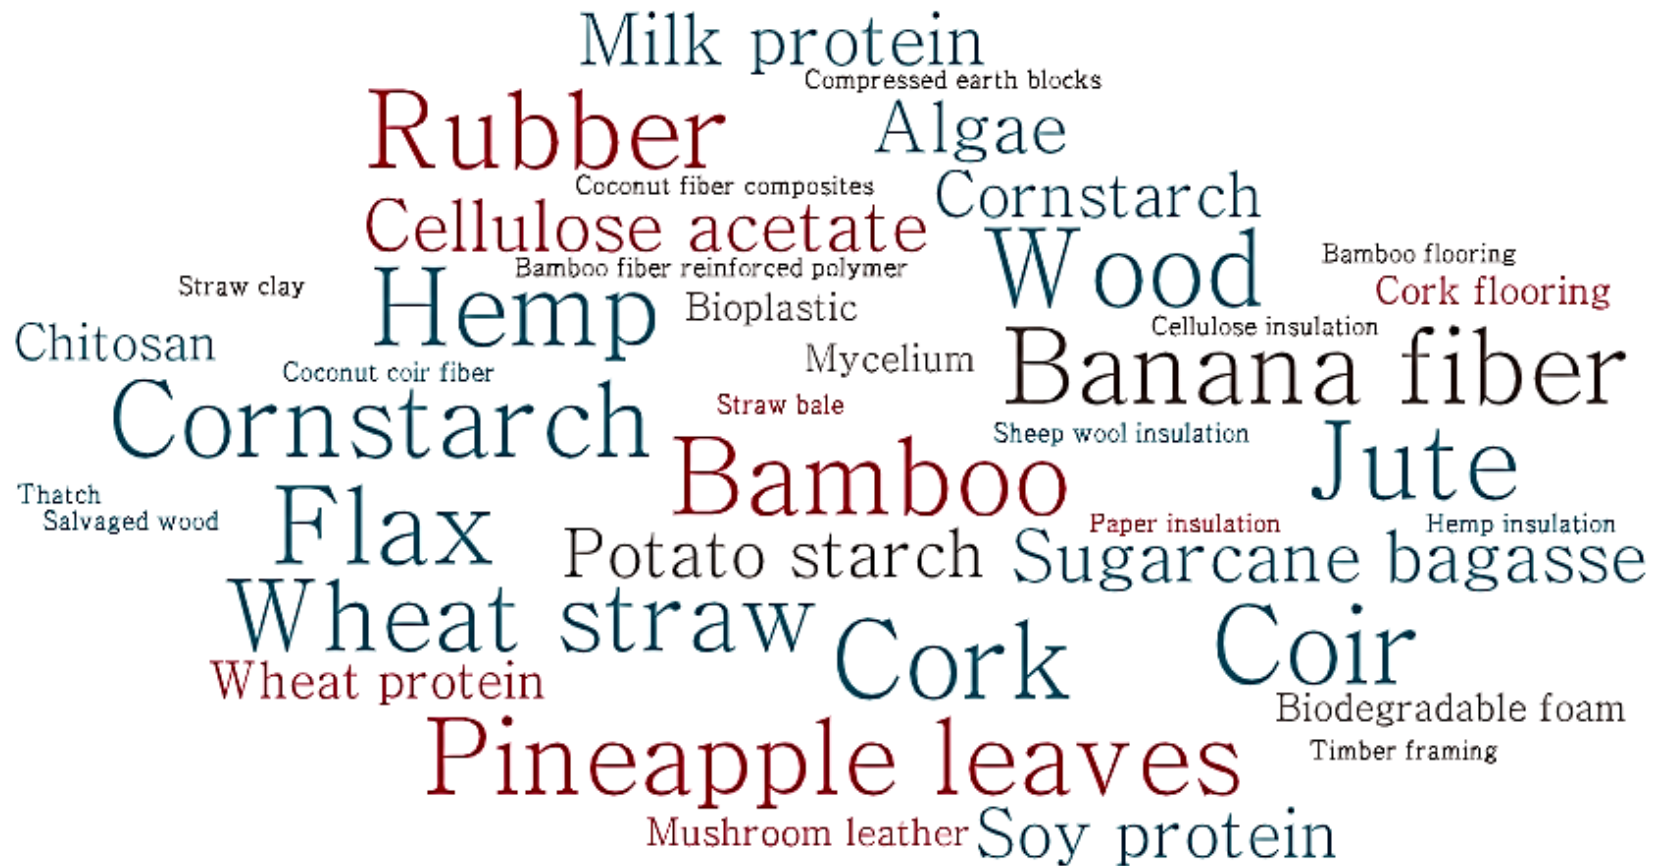 Milk protein
Compressed earth blocks
Rubber
Algae
Coconut fiber composites
Cornstarch
Cellulose acetate
Wood
Bamboo flooring
Bamboo fiber reinforced polymer
Straw clay
Hemp
Bioplastic
Cork flooring
Cellulose insulation
Chitosan
Mycelium
Banana fiber
Coconut coir fiber
Cornstarch
Straw bale
Sheep wool insulation
Jute
Bamboo
Thatch
Salvaged wood
Flax
Paper insulation
Hemp insulation
Potato starch
Sugarcane bagasse
Wheat straw
Cork
Coir
Wheat protein
Biodegradable foam
Pineapple leaves
Timber framing
Mushroom leather
Soy protein